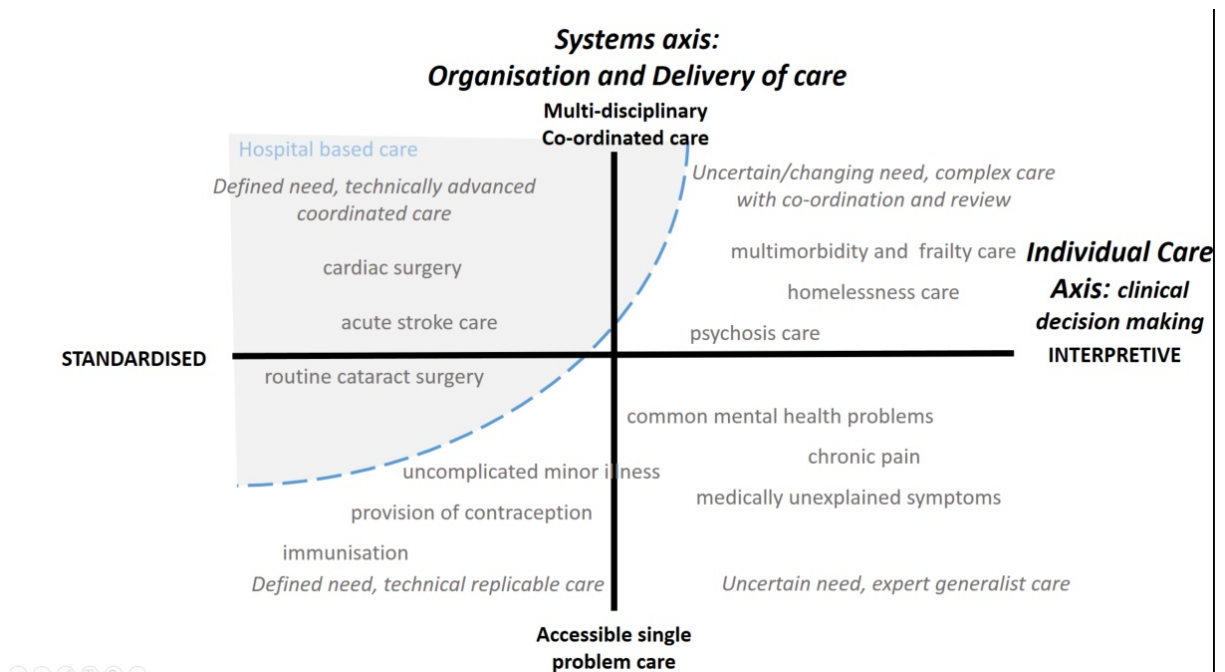 Systems axis:
Organisation and Delivery of care
Multi-disciplinary
Co-ordinated care
Hospital based care
Defined need, technically advanced
coordinated care
cardiac surgery
acute stroke care
Uncertain/changing need, complex care
with co-ordination and review
multimorbidity and frailty care
homelessness care
psychosis care
Individual Care
Axis: clinical
decision making
STANDARDISED
INTERPRETIVE
routine cataract surgery
uncomplicated minor illness
provision of contraception
immunisation
Defined need, technical replicable care
common mental health problems
chronic pain
medically unexplained symptoms
Uncertain need, expert generalist care
Accessible single
problem care